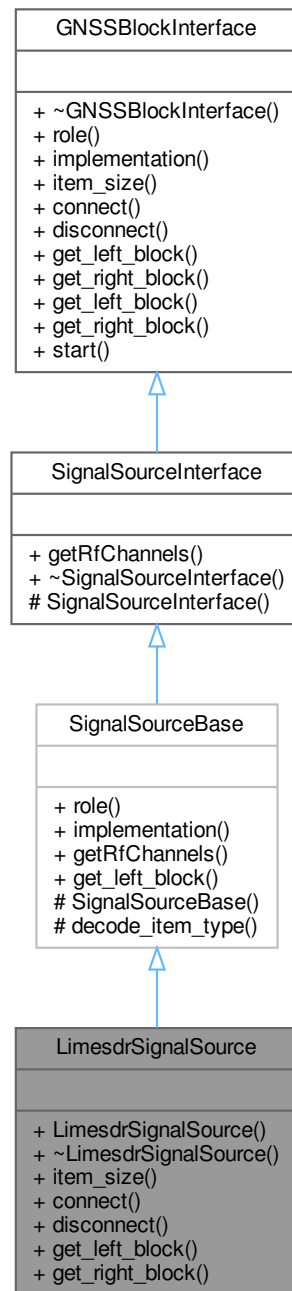 GNSSBlockInterface
+ ~GNSSBlockInterface()
+ role()
+ implementation()
+ item_size()
+ connect()
+ disconnect()
+ get_left_block()
+ get_right_block()
+ get_left_block()
+ get_right_block()
+ start()
SignalSourceInterface
+ getRfChannels()
+ ~SignalSourceInterface()
# SignalSourceInterface()
SignalSourceBase
+ role()
+ implementation()
+ getRfChannels()
+ get_left_block()
# SignalSourceBase()
# decode_item_type()
LimesdrSignalSource
+ LimesdrSignalSource()
+ ~LimesdrSignalSource()
+ item_size()
+ connect()
+ disconnect()
+ get_left_block()
+ get_right_block()